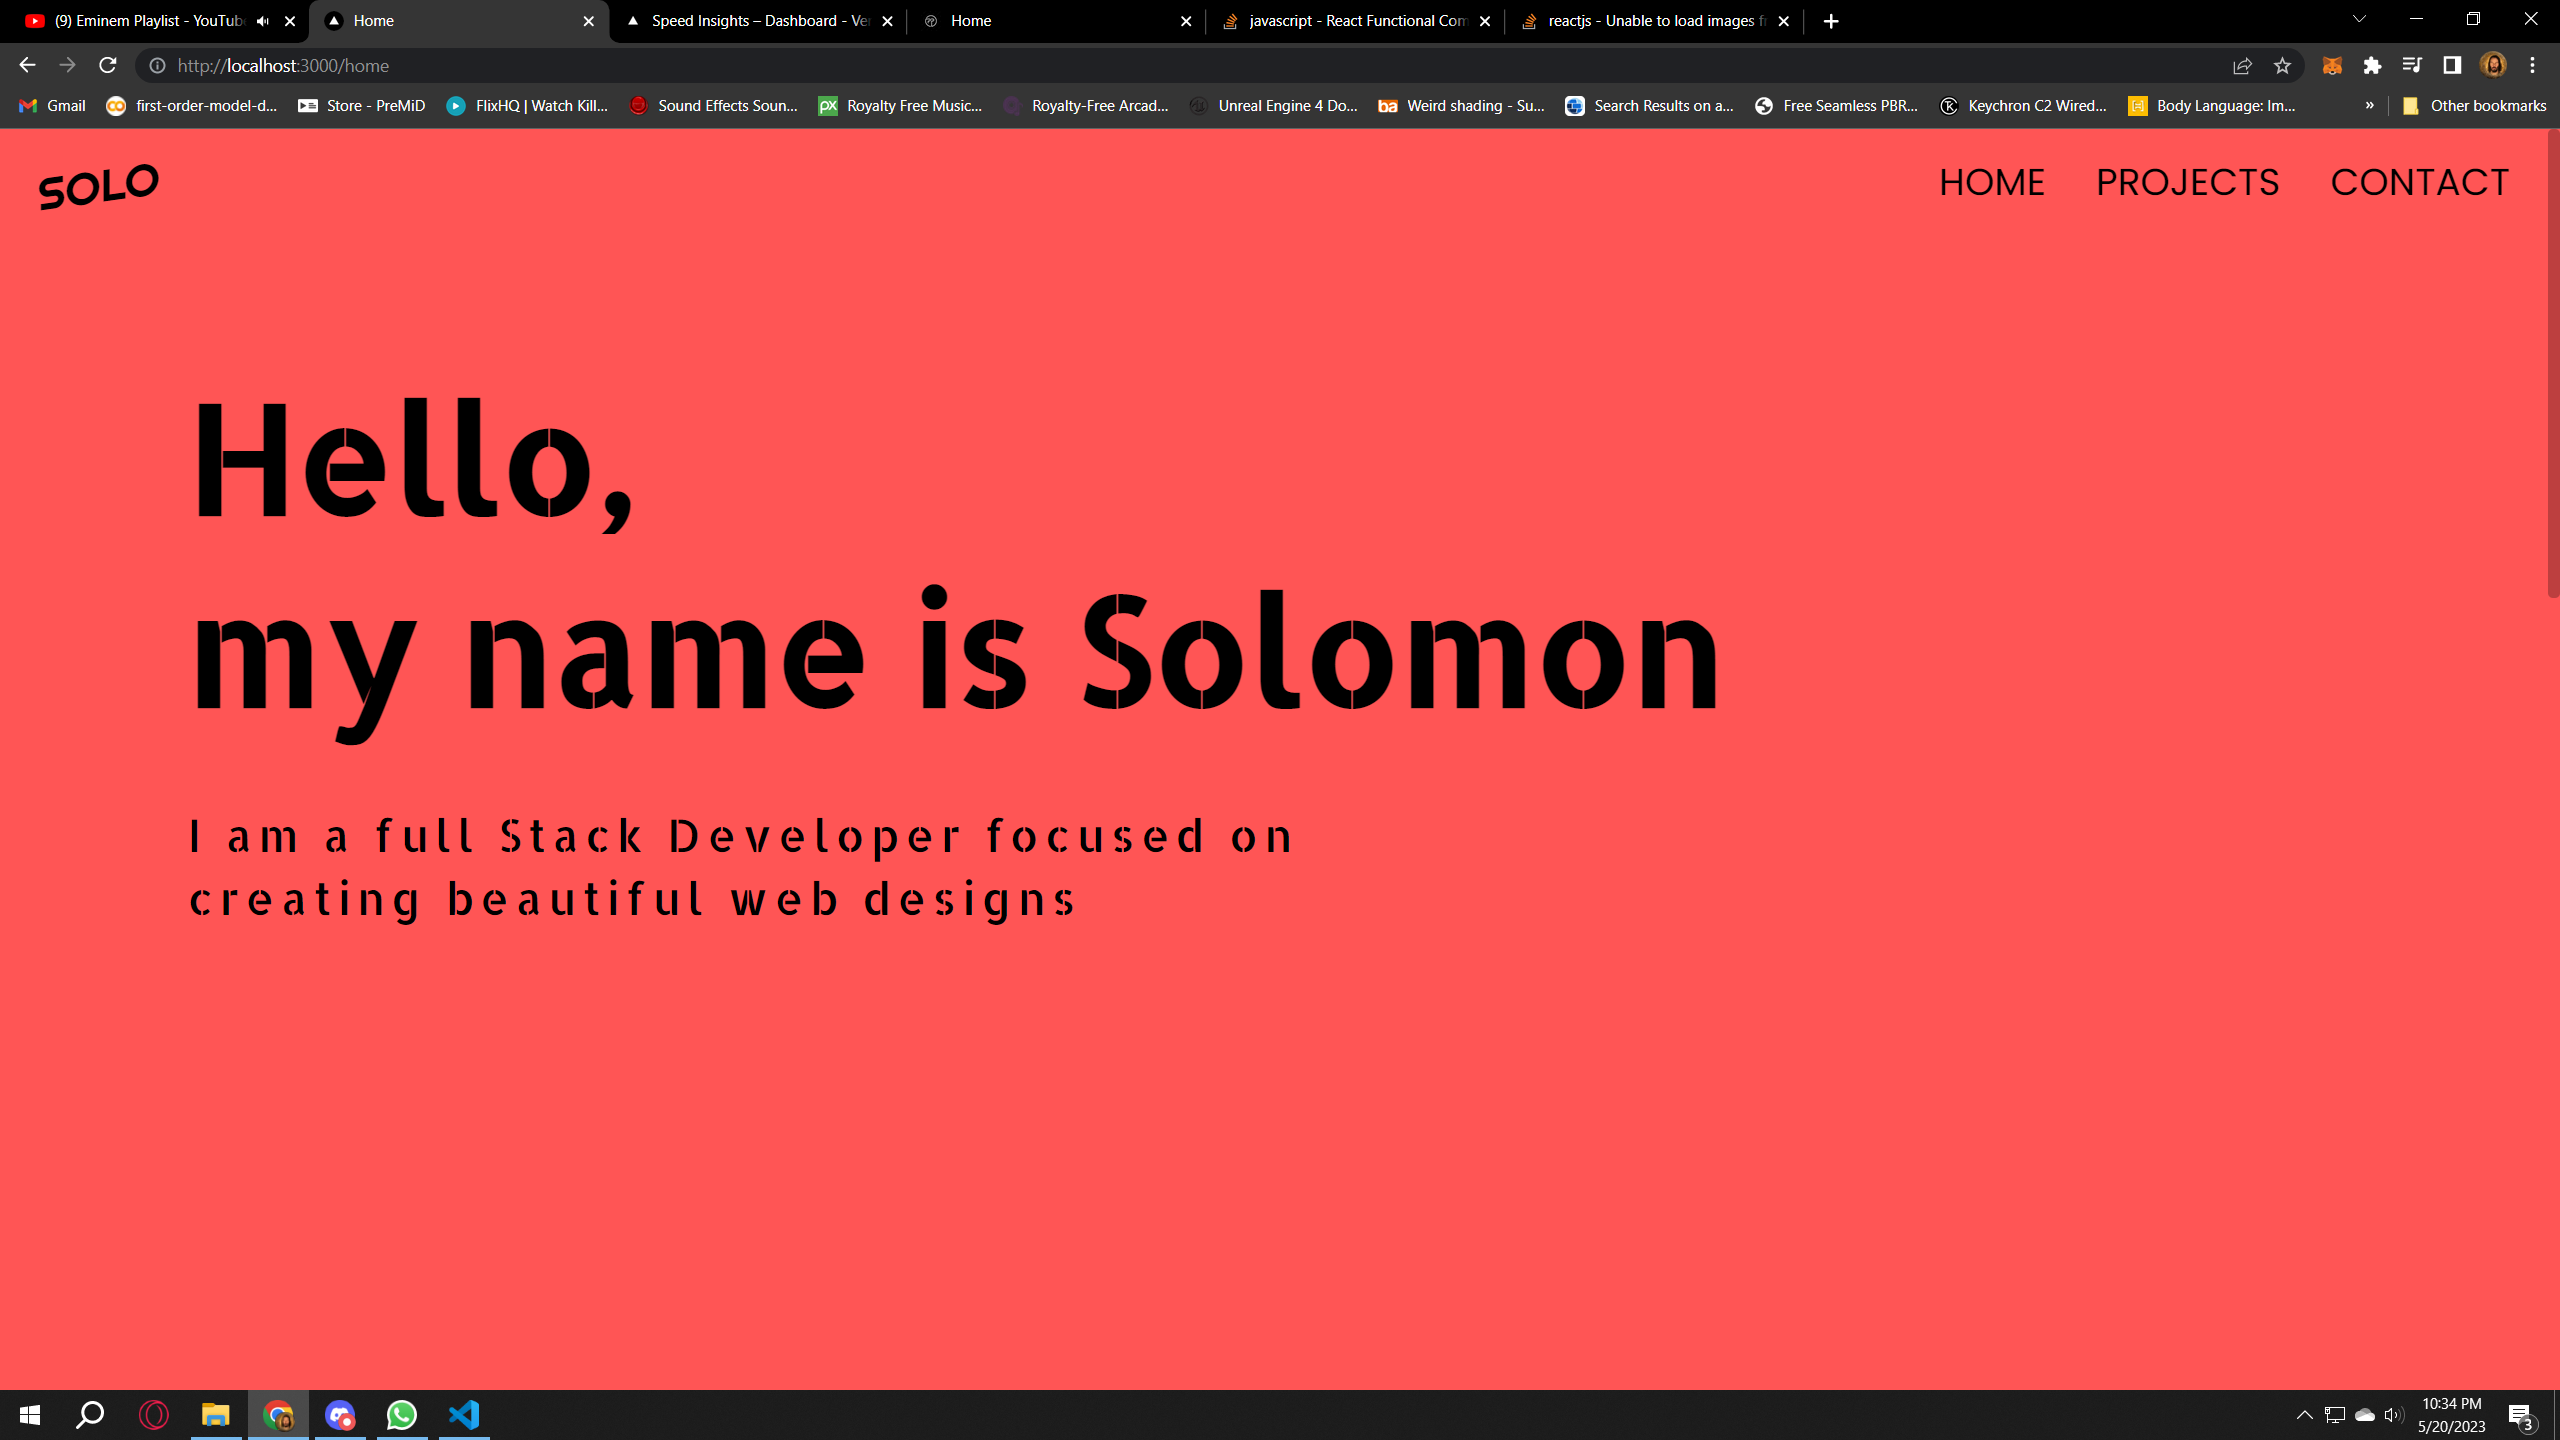 (9) Eminem Playlist - YouTube
Home
Speed Insights – Dashboard - Ver
Home
javascript - React Functional Com
reactjs - Unable to load images fr
http://localhost:3000/home
Gmail
first-order-model-d...
Store - PreMiD
FlixHQ | Watch Kill...
Sound Effects Soun...
Royalty Free Music...
Royalty-Free Arcad...
Unreal Engine 4 Do...
Weird shading - Su...
Search Results on a...
Free Seamless PBR...
Keychron C2 Wired...
Body Language: Im...
»
Other bookmarks
SOLO
HOME
PROJECTS
CONTACT
Hello,
my name is Solomon
I am a full Stack Developer focused on
creating beautiful web designs
10:34 PM
5/20/2023
3